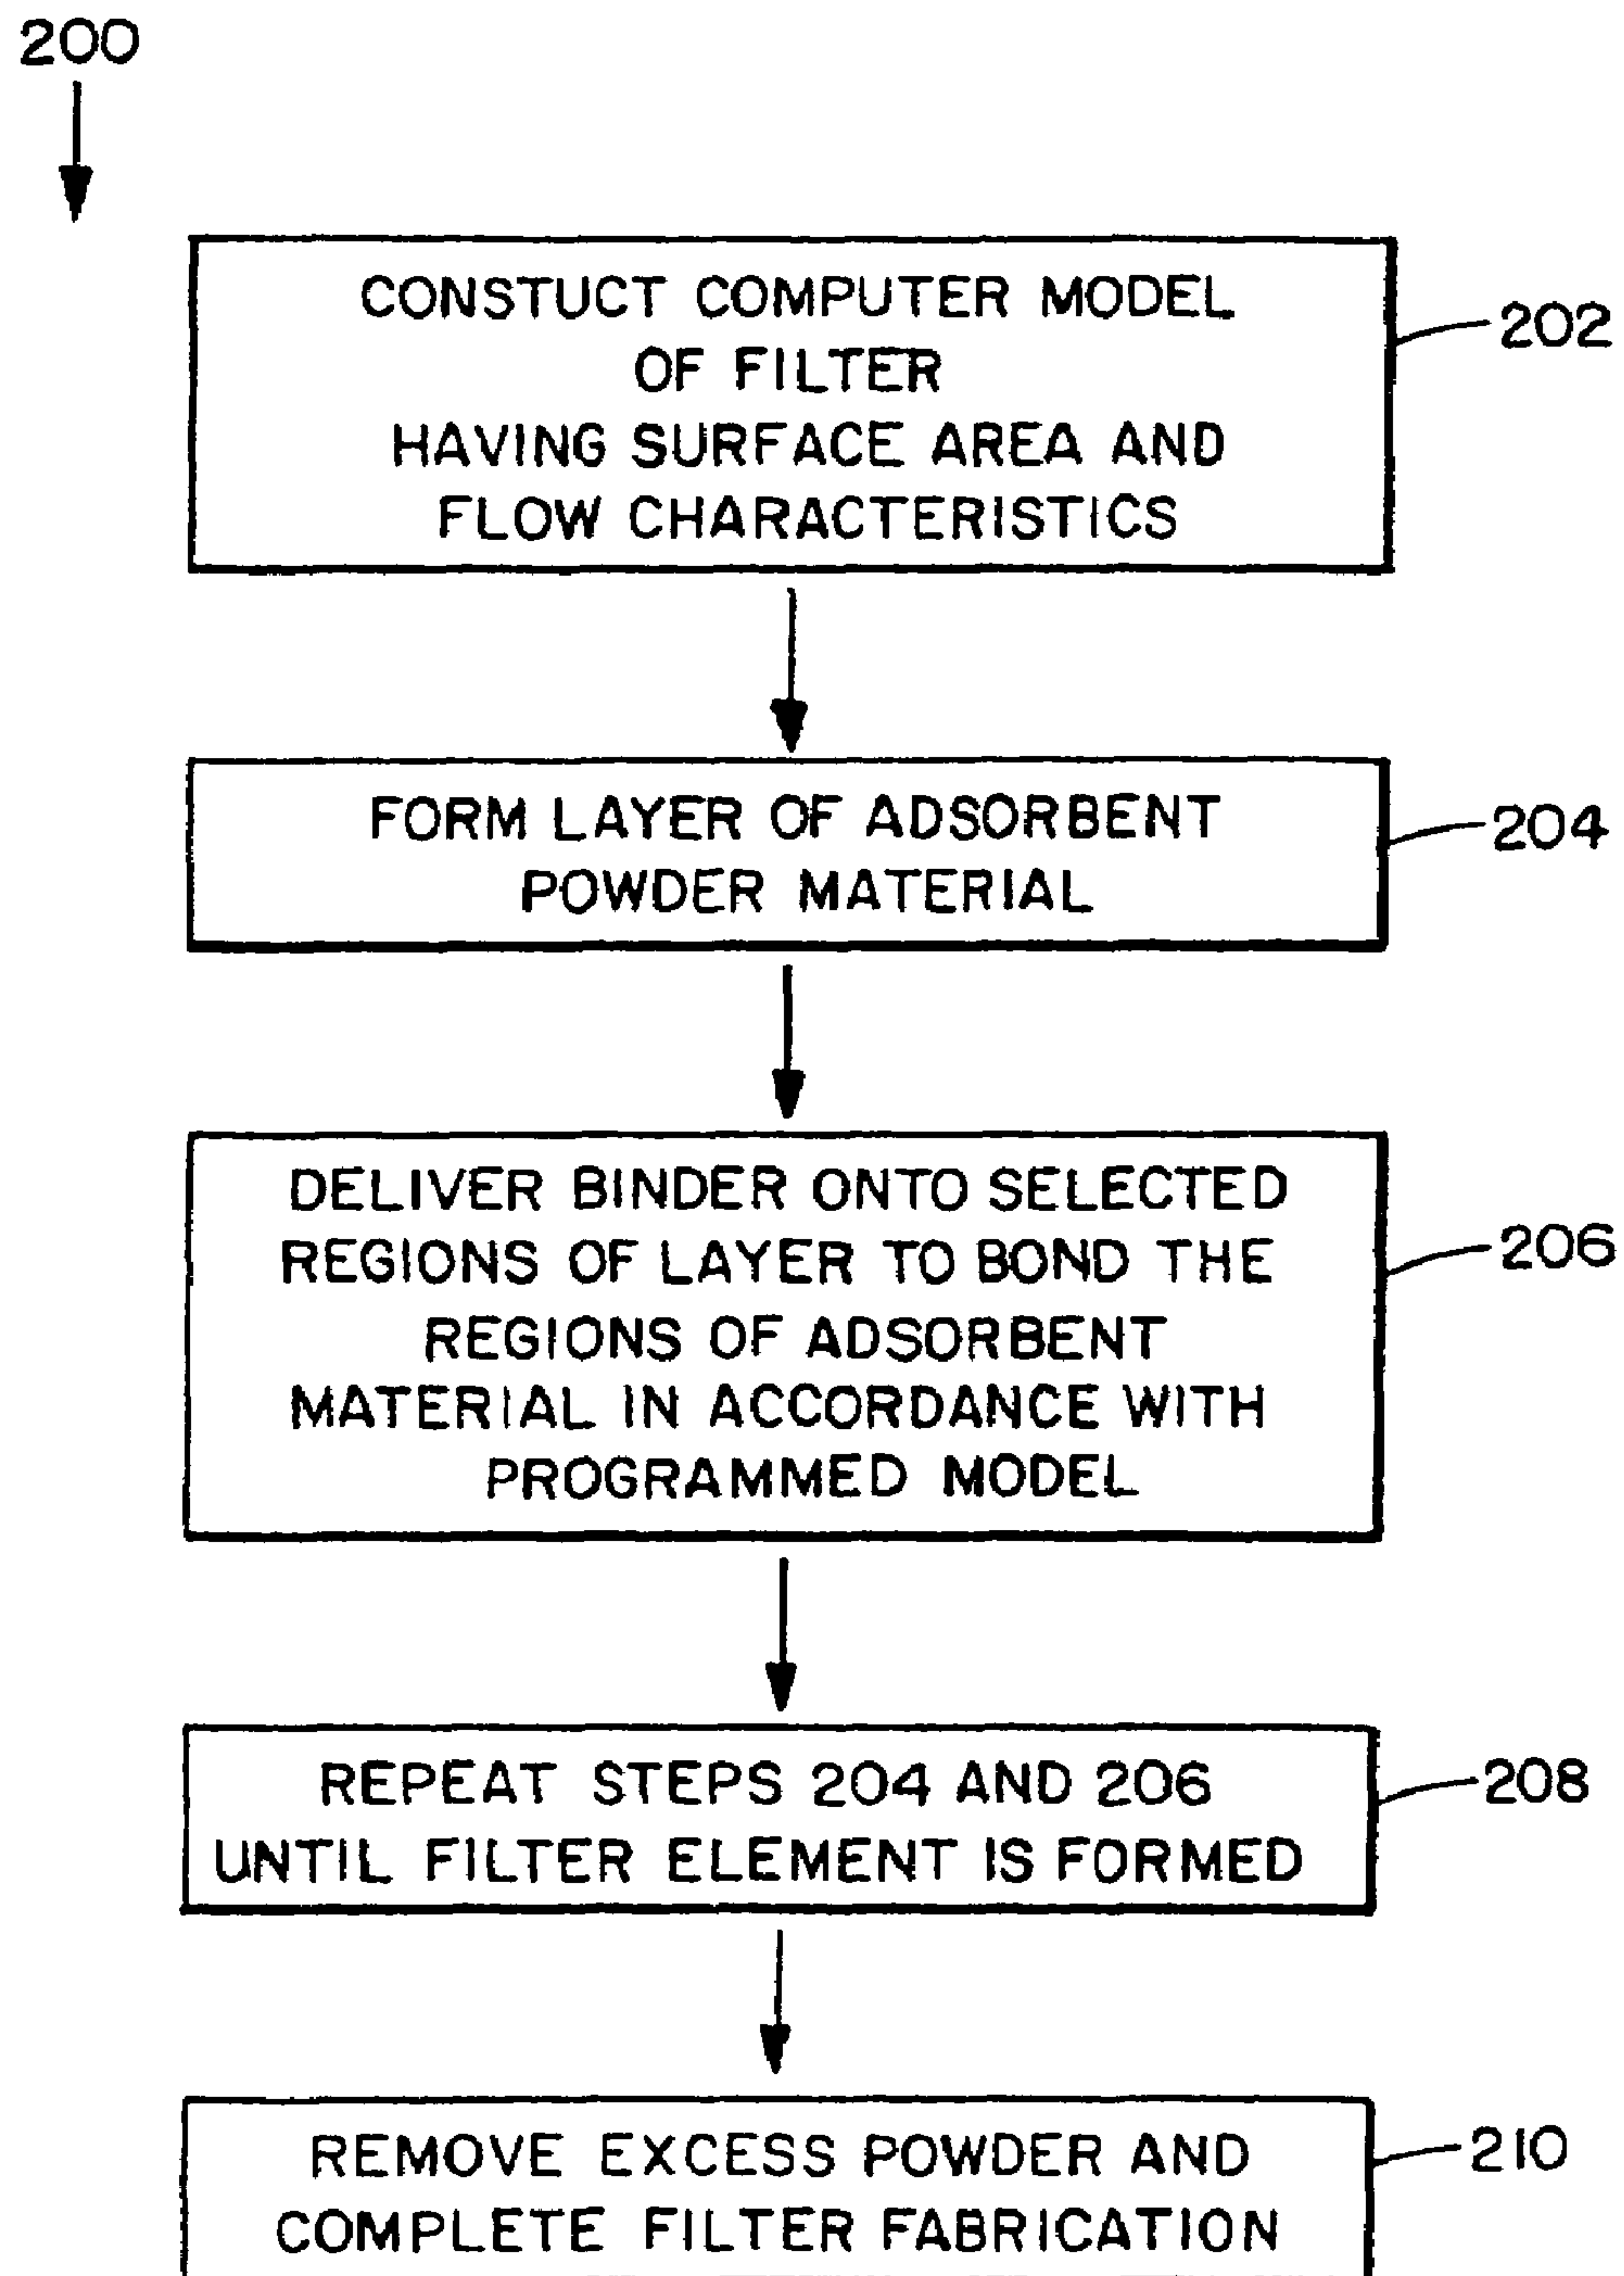 200
CONSTUCT COMPUTER MODEL
OF FILTER
HAVING SURFACE AREA AND
FLOW CHARACTERISTICS
202
FORM LAYER OF ADSORBENT
POWDER MATERIAL
204
DELIVER BINDER ONTO SELECTED
REGIONS OF LAYER TO BOND THE
REGIONS OF ADSORBENT
MATERIAL IN ACCORDANCE WITH
PROGRAMMED MODEL
206
REPEAT STEPS 204 AND 206
UNTIL FILTER ELEMENT IS FORMED
208
REMOVE EXCESS POWDER AND
COMPLETE FILTER FABRICATION
210